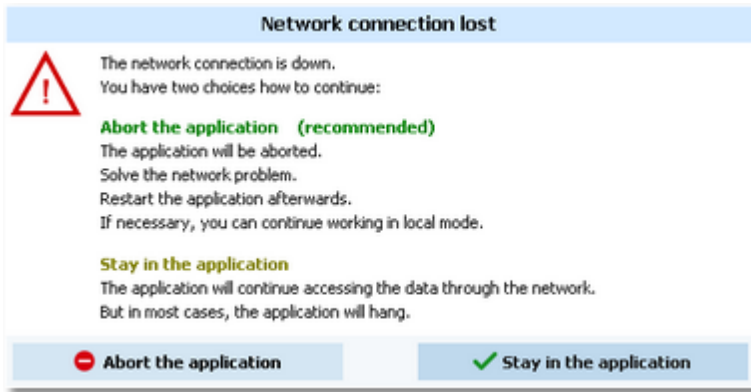 Network connection lost
The network connection is down.
You have two choices how to continue:
Abort the application (recommended)
The application will be aborted.
Solve the network problem.
Restart the application afterwards.
If necessary, you can continue working in local mode.
Stay in the application
The application will continue accessing the data through the network.
But in most cases, the application will hang.
Abort the application
Stay in the application